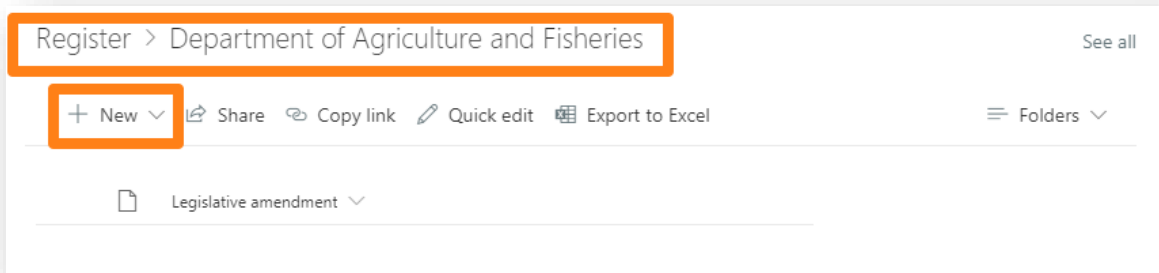 Register > Department of Agriculture and Fisheries
See all
+ New Share Copy link Quick edit Export to Excel Folders
Legislative amendment